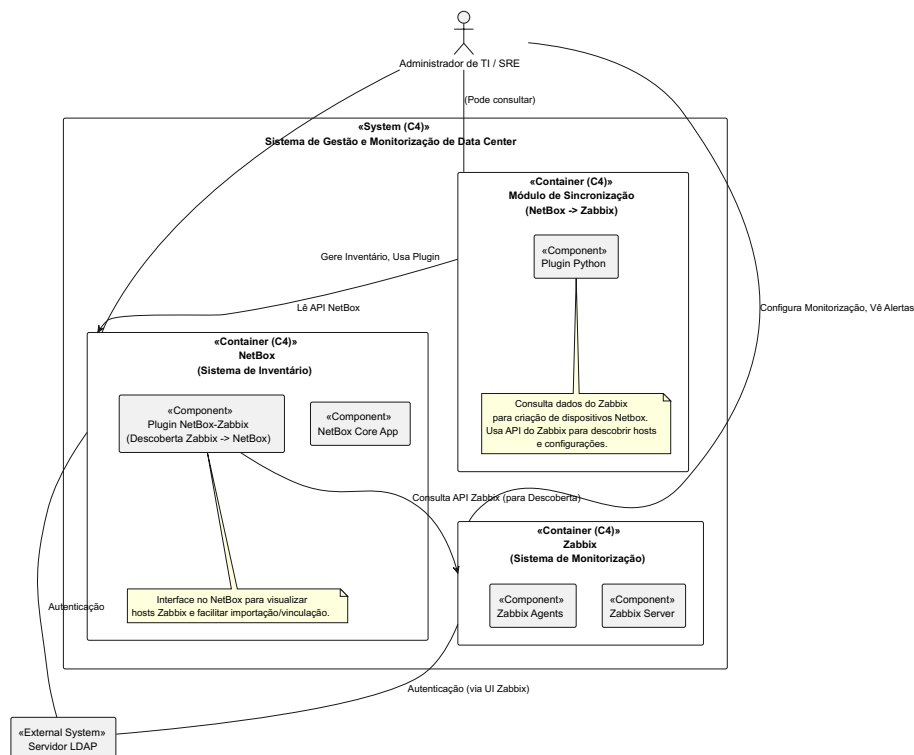 Administrador de TI / SRE
(Pode consultar)
«System (C4)»
Sistema de Gestão e Monitorização de Data Center
«Container (C4)»
Módulo de Sincronização
(NetBox -> Zabbix)
«Component»
Plugin Python
Gere Inventário, Usa Plugin
Lê API NetBox
Configura Monitorização, Vê Alertas
«Container (C4)»
NetBox
(Sistema de Inventário)
«Component»
Plugin NetBox-Zabbix
(Descoberta Zabbix -> NetBox)
«Component»
NetBox Core App
Consulta dados do Zabbix
para criação de dispositivos Netbox.
Usa API do Zabbix para descobrir hosts
e configurações.
Consulta API Zabbix (para Descoberta)
«Container (C4)»
Zabbix
(Sistema de Monitorização)
«Component»
Zabbix Agents
«Component»
Zabbix Server
Interface no NetBox para visualizar
hosts Zabbix e facilitar importação/vinculação.
Autenticação
Autenticação (via UI Zabbix)
«External System»
Servidor LDAP